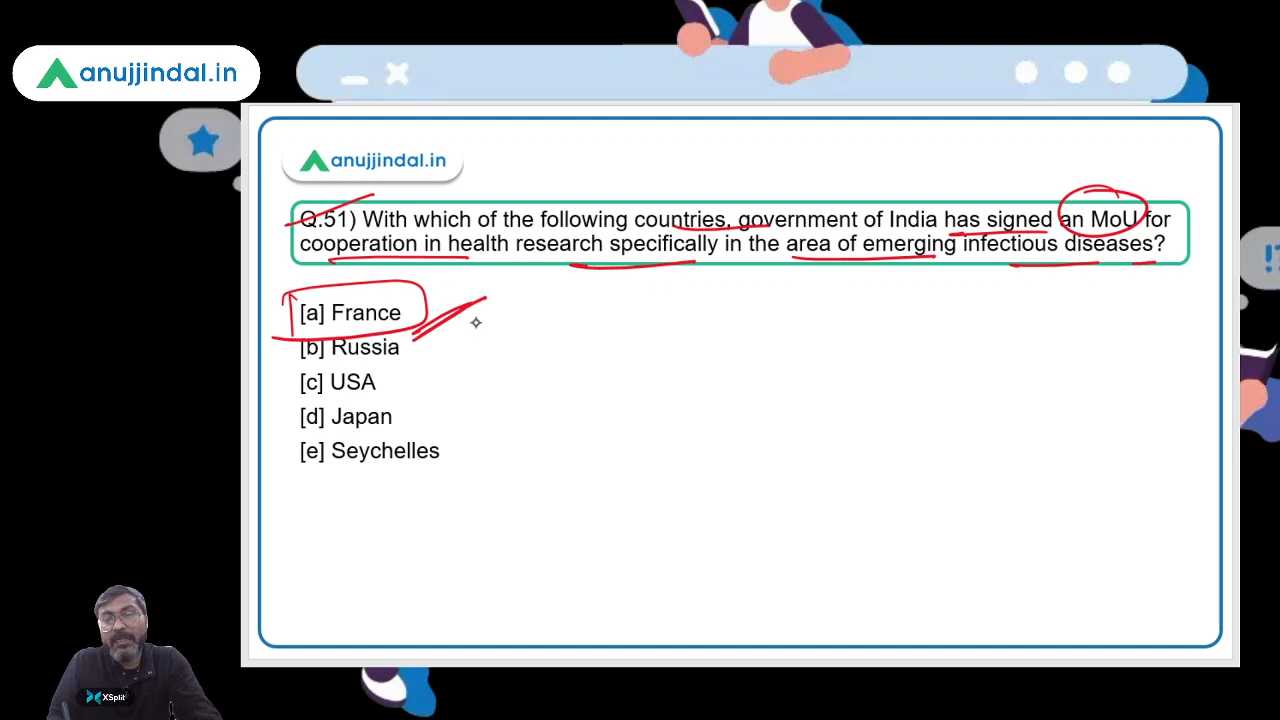 anujjindal.in
anujjindal.in
Q.51) With which of the following countries, government of India has signed an MoU for
cooperation in health research specifically in the area of emerging infectious diseases?
[a] France
[b] Russia
[c] USA
[d] Japan
[e] Seychelles
!?
XSplit